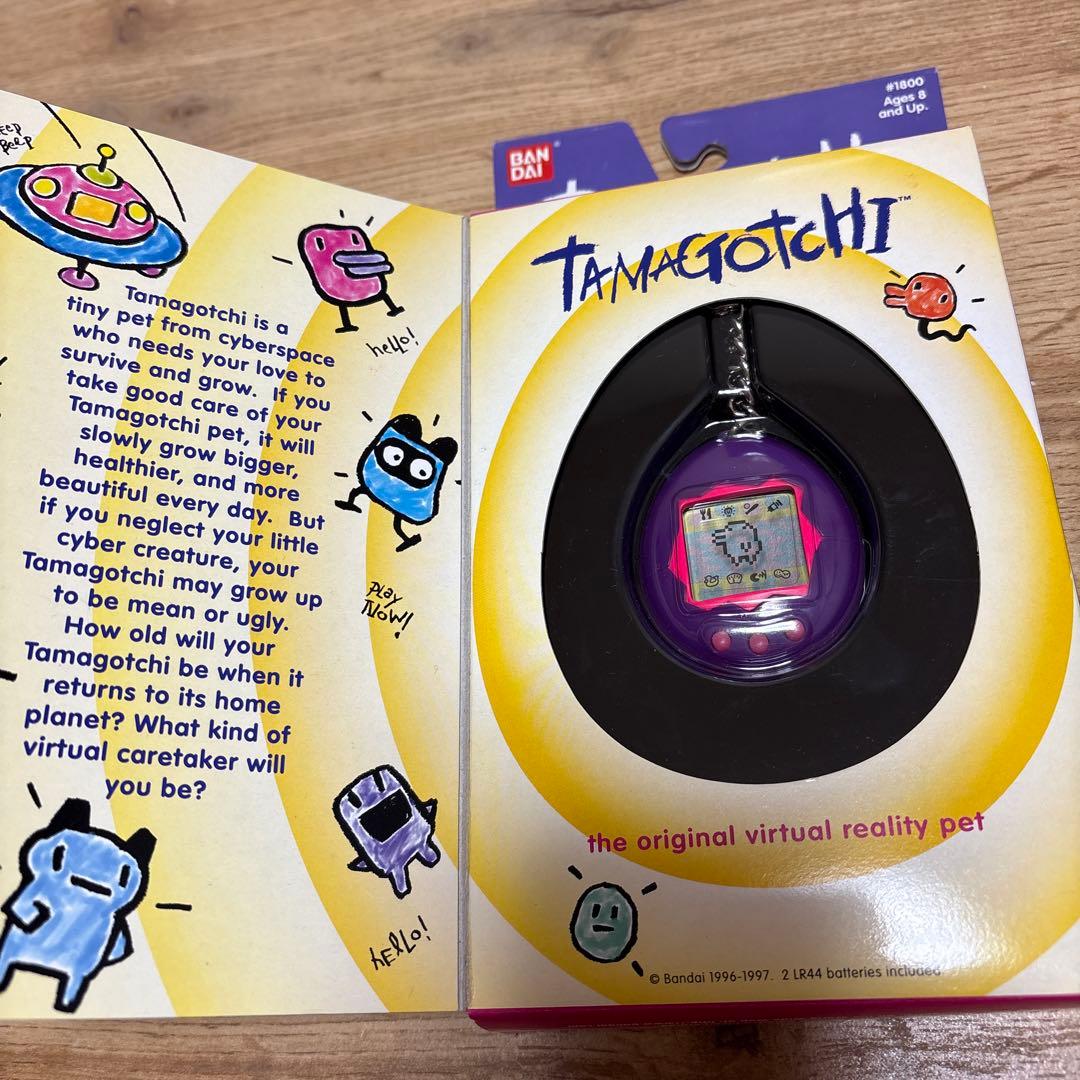 BAN
DAI
#1800
Ages 8
and Up.
Beep
TAMAGOTCHI™
Tamagotchi is a
tiny pet from cyberspace
who needs your love to
survive and grow. If you
take good care of your
Tamagotchi pet, it will
slowly grow bigger,
healthier, and more
beautiful every day. But
if you neglect your little
cyber creature, your
Tamagotchi may grow up
to be mean or ugly.
How old will your
Tamagotchi be when it
returns to its home
planet? What kind of
virtual caretaker will
you be?
hello!
Play
Now!
hELLo!
the original virtual reality pet
© Bandai 1996-1997. 2 LR44 batteries included